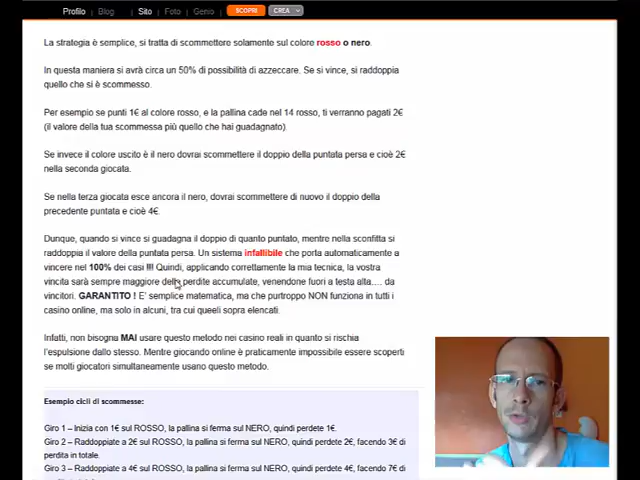 Profilo | Blog | Sito | Foto | Genio | SCOPRI CREA
La strategia è semplice, si tratta di scommettere solamente sul colore rosso o nero.
In questa maniera si avrà circa un 50% di possibilità di azzeccare. Se si vince, si raddoppia
quello che si è scommesso.
Per esempio se punti 1€ al colore rosso, e la pallina cade nel 14 rosso, ti verranno pagati 2€
(il valore della tua scommessa più quello che hai guadagnato).
Se invece il colore uscito è il nero dovrai scommettere il doppio della puntata persa e cioè 2€
nella seconda giocata.
Se nella terza giocata esce ancora il nero, dovrai scommettere di nuovo il doppio della
precedente puntata e cioè 4€.
Dunque, quando si vince si guadagna il doppio di quanto puntato, mentre nella sconfitta si
raddoppia il valore della puntata persa. Un sistema infallibile che porta automaticamente a
vincere nel 100% dei casi !!! Quindi, applicando correttamente la mia tecnica, la vostra
vincita sarà sempre maggiore delle perdite accumulate, venendone fuori a testa alta.... da
vincitori. GARANTITO ! E' semplice matematica, ma che purtroppo NON funziona in tutti i
casino online, ma solo in alcuni, tra cui queeli sopra elencati.
Infatti, non bisogna MAI usare questo metodo nei casino reali in quanto si rischia
l'espulsione dallo stesso. Mentre giocando online è praticamente impossibile essere scoperti
se molti giocatori simultaneamente usano questo metodo.
Esempio cicli di scommesse:
Giro 1 – Inizia con 1€ sul ROSSO, la pallina si ferma sul NERO, quindi perdete 1€.
Giro 2 – Raddoppiate a 2€ sul ROSSO, la pallina si ferma sul NERO, quindi perdete 2€, facendo 3€ di
perdita in totale.
Giro 3 – Raddoppiate a 4€ sul ROSSO, la pallina si ferma sul NERO, quindi perdete 4€, facendo 7€ di